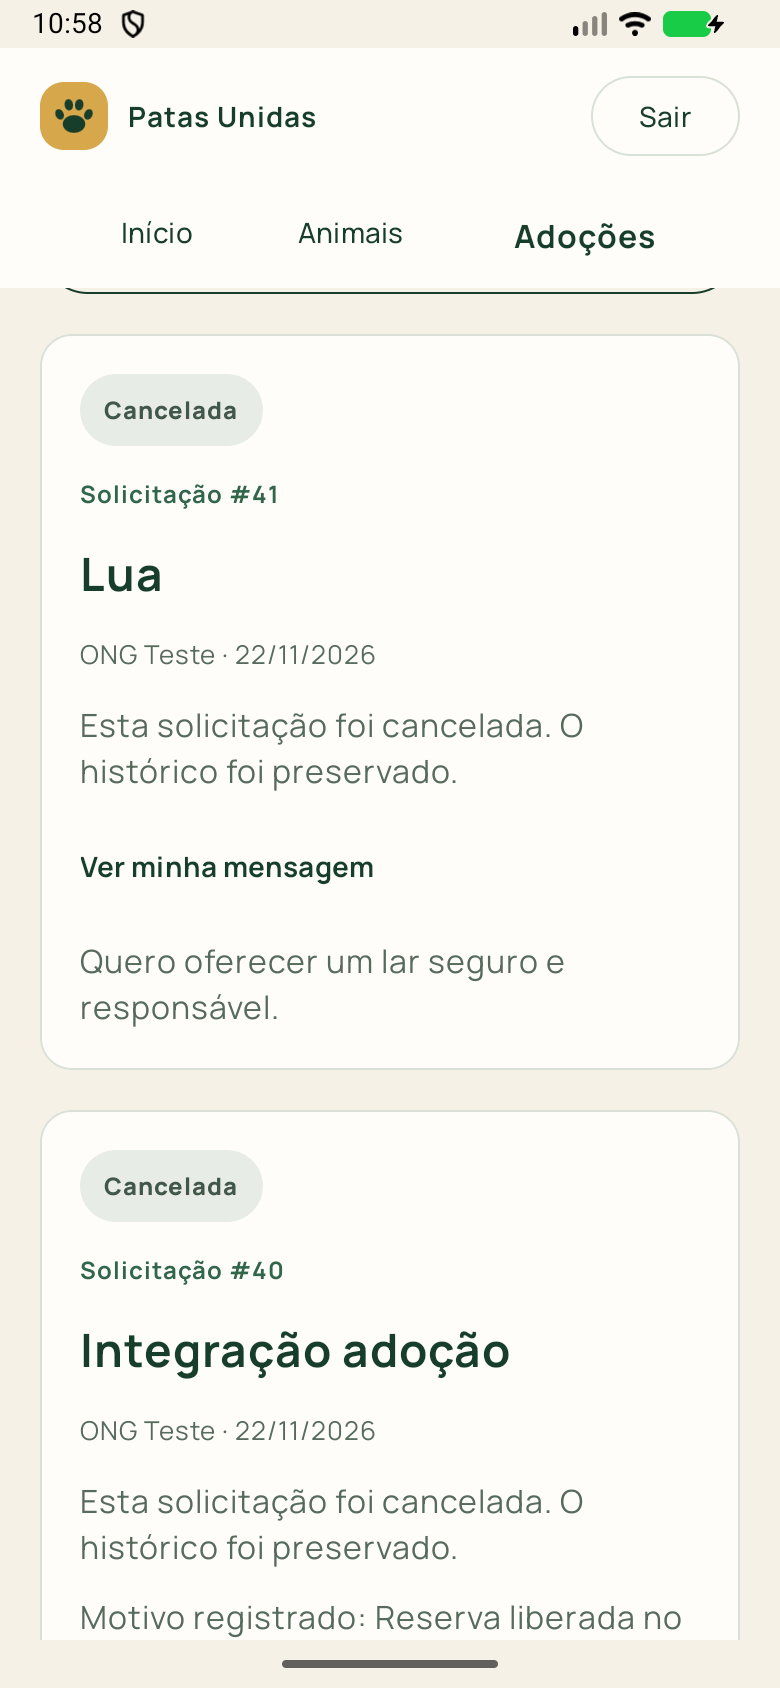 10:58
Patas Unidas
Sair
Início
Animais
Adoções
Cancelada
Solicitação #41
Lua
ONG Teste · 22/11/2026
Esta solicitação foi cancelada. O
histórico foi preservado.
Ver minha mensagem
Quero oferecer um lar seguro e
responsável.
Cancelada
Solicitação #40
Integração adoção
ONG Teste · 22/11/2026
Esta solicitação foi cancelada. O
histórico foi preservado.
Motivo registrado: Reserva liberada no